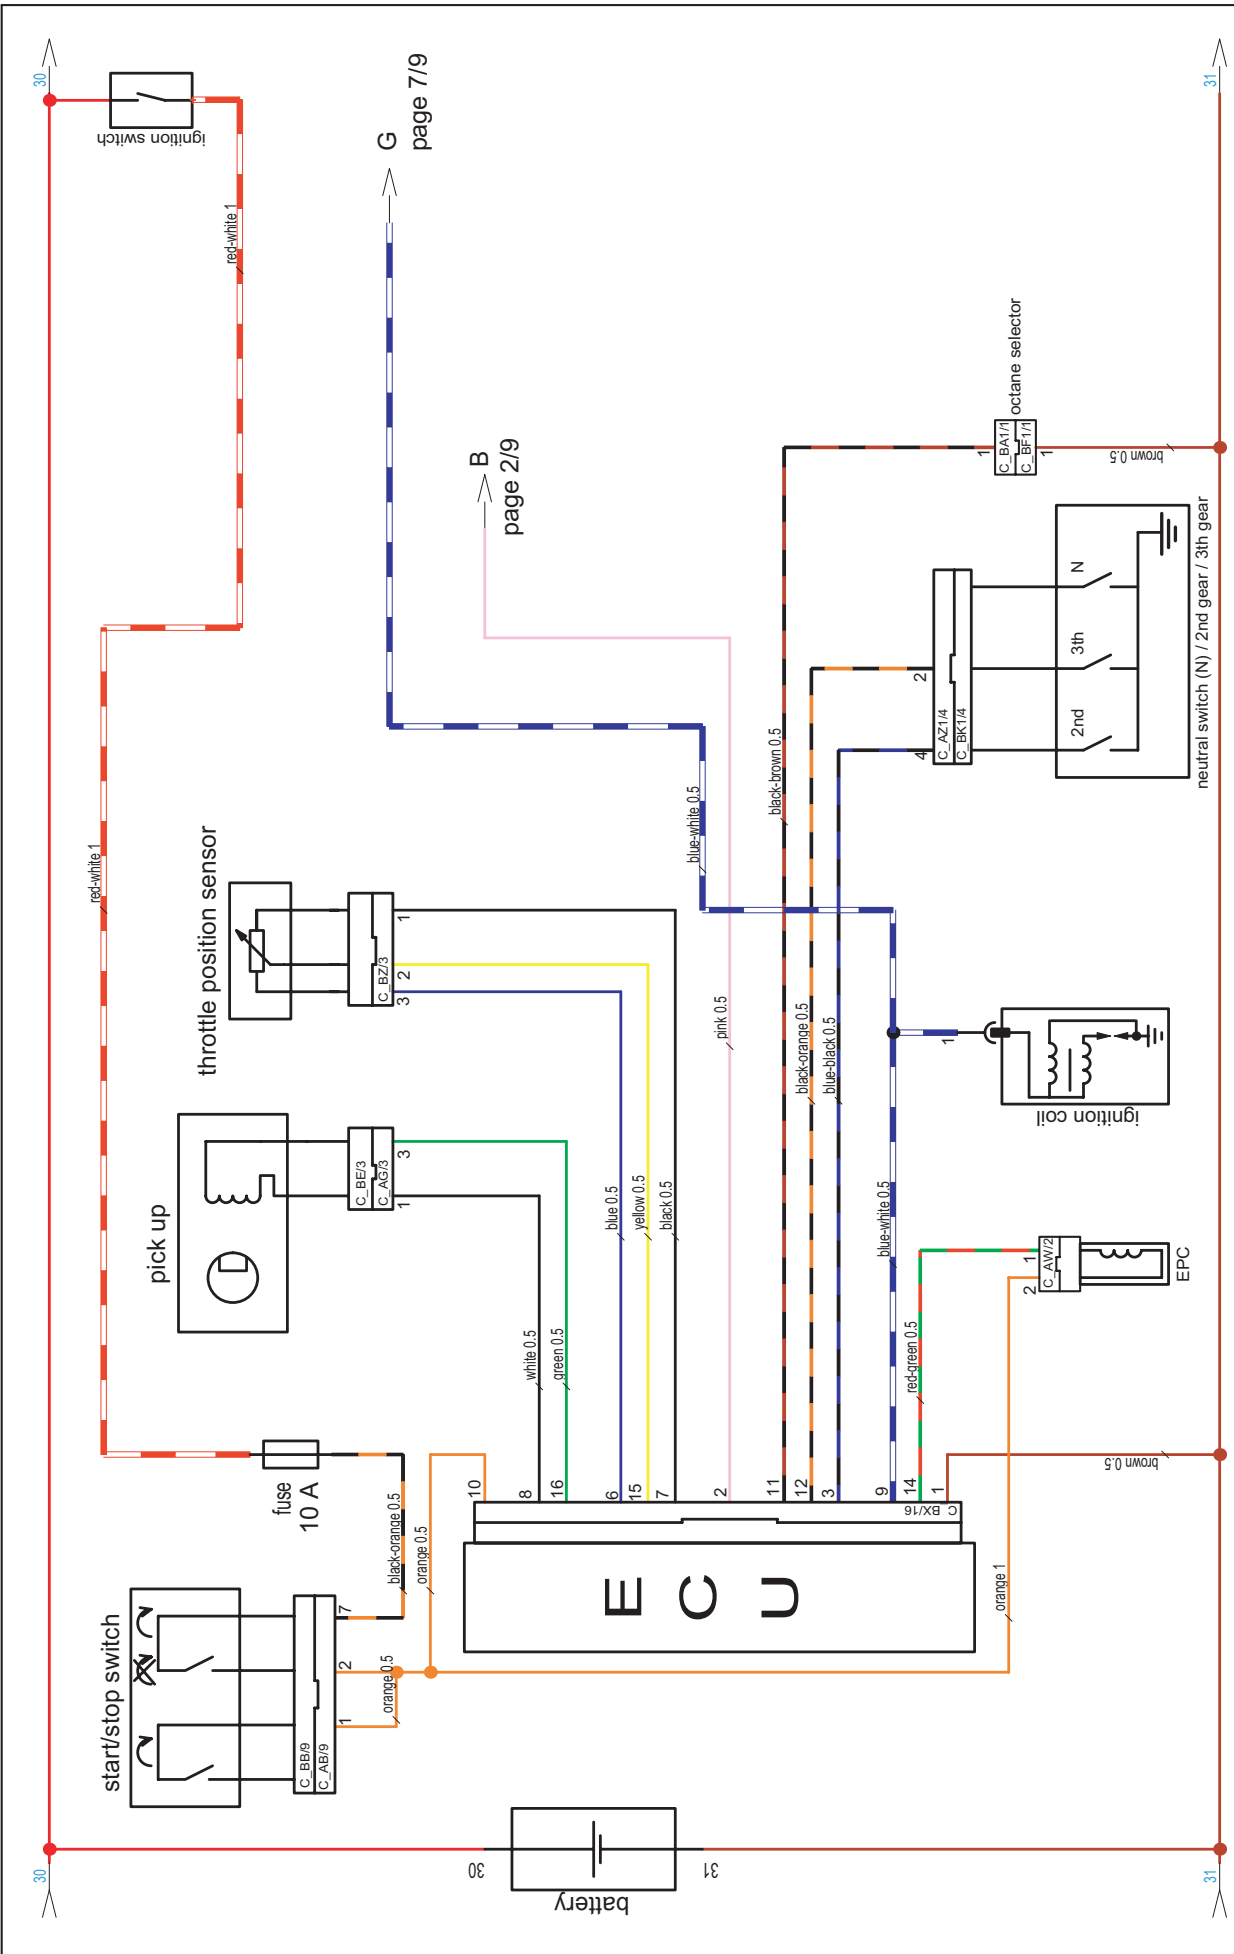 30
ignition switch
red-white 1
G
page 7/9
31
B
page 2/9
octane selector
1
C_BA1/1
C_BF1/1
1
brown 0.5
neutral switch (N) / 2nd gear / 3th gear
N
3th
2nd
2
4
C_AZ1/4
C_BK1/4
black-brown 0.5
blue-white 0.5
throttle position sensor
red-white 1
C_BZ/3
1
2
3
pink 0.5
black-orange 0.5
blue-black 0.5
1
ignition coil
pick up
C_BE/3
C_AG/3
3
1
blue 0.5
yellow 0.5
black 0.5
blue-white 0.5
1
2
C_AW/2
EPC
white 0.5
green 0.5
red-green 0.5
fuse
10 A
black-orange 0.5
orange 0.5
10
8
16
6
15
7
2
11
12
3
9
14
1
C
BX/16
brown 0.5
ECU
orange 1
start/stop switch
7
2
1
C_BB/9
C_AB/9
orange 0.5
30
30
31
battery
31